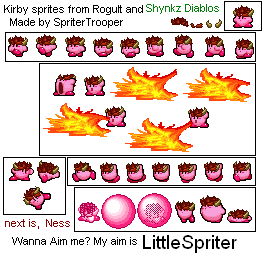 Kirby sprites from Rogult and Shynkz Diablos
Made by SpriterTrooper
next is, Ness
Wanna Aim me? My aim is LittleSpriter